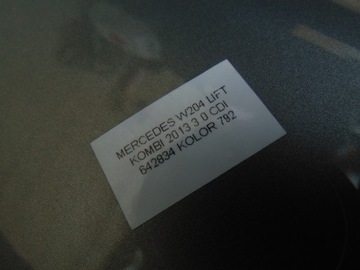 MERCEDES W204 LIFT
KOMBI 2013 3 0 CDI
642834 KOLOR 792